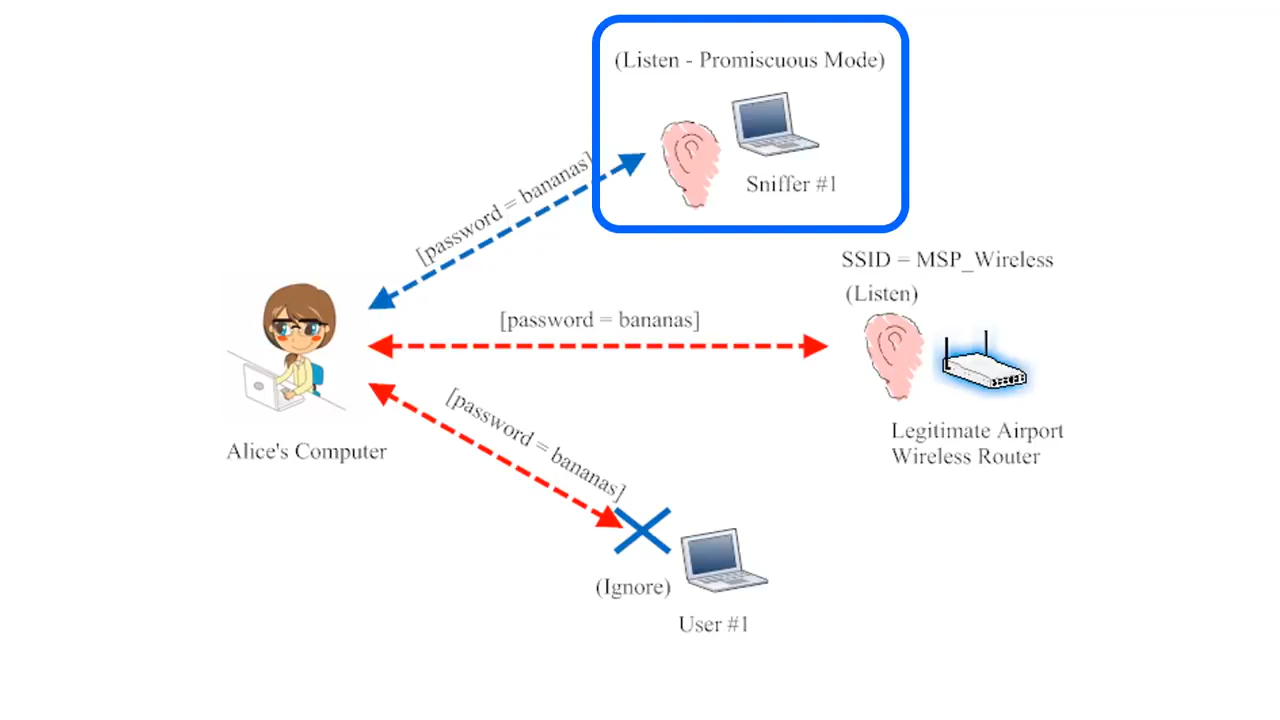 (Listen - Promiscuous Mode)
Sniffer #1
[password = bananas]
SSID = MSP_Wireless
(Listen)
[password = bananas]
Legitimate Airport
Wireless Router
Alice's Computer
[password = bananas]
(Ignore)
User #1